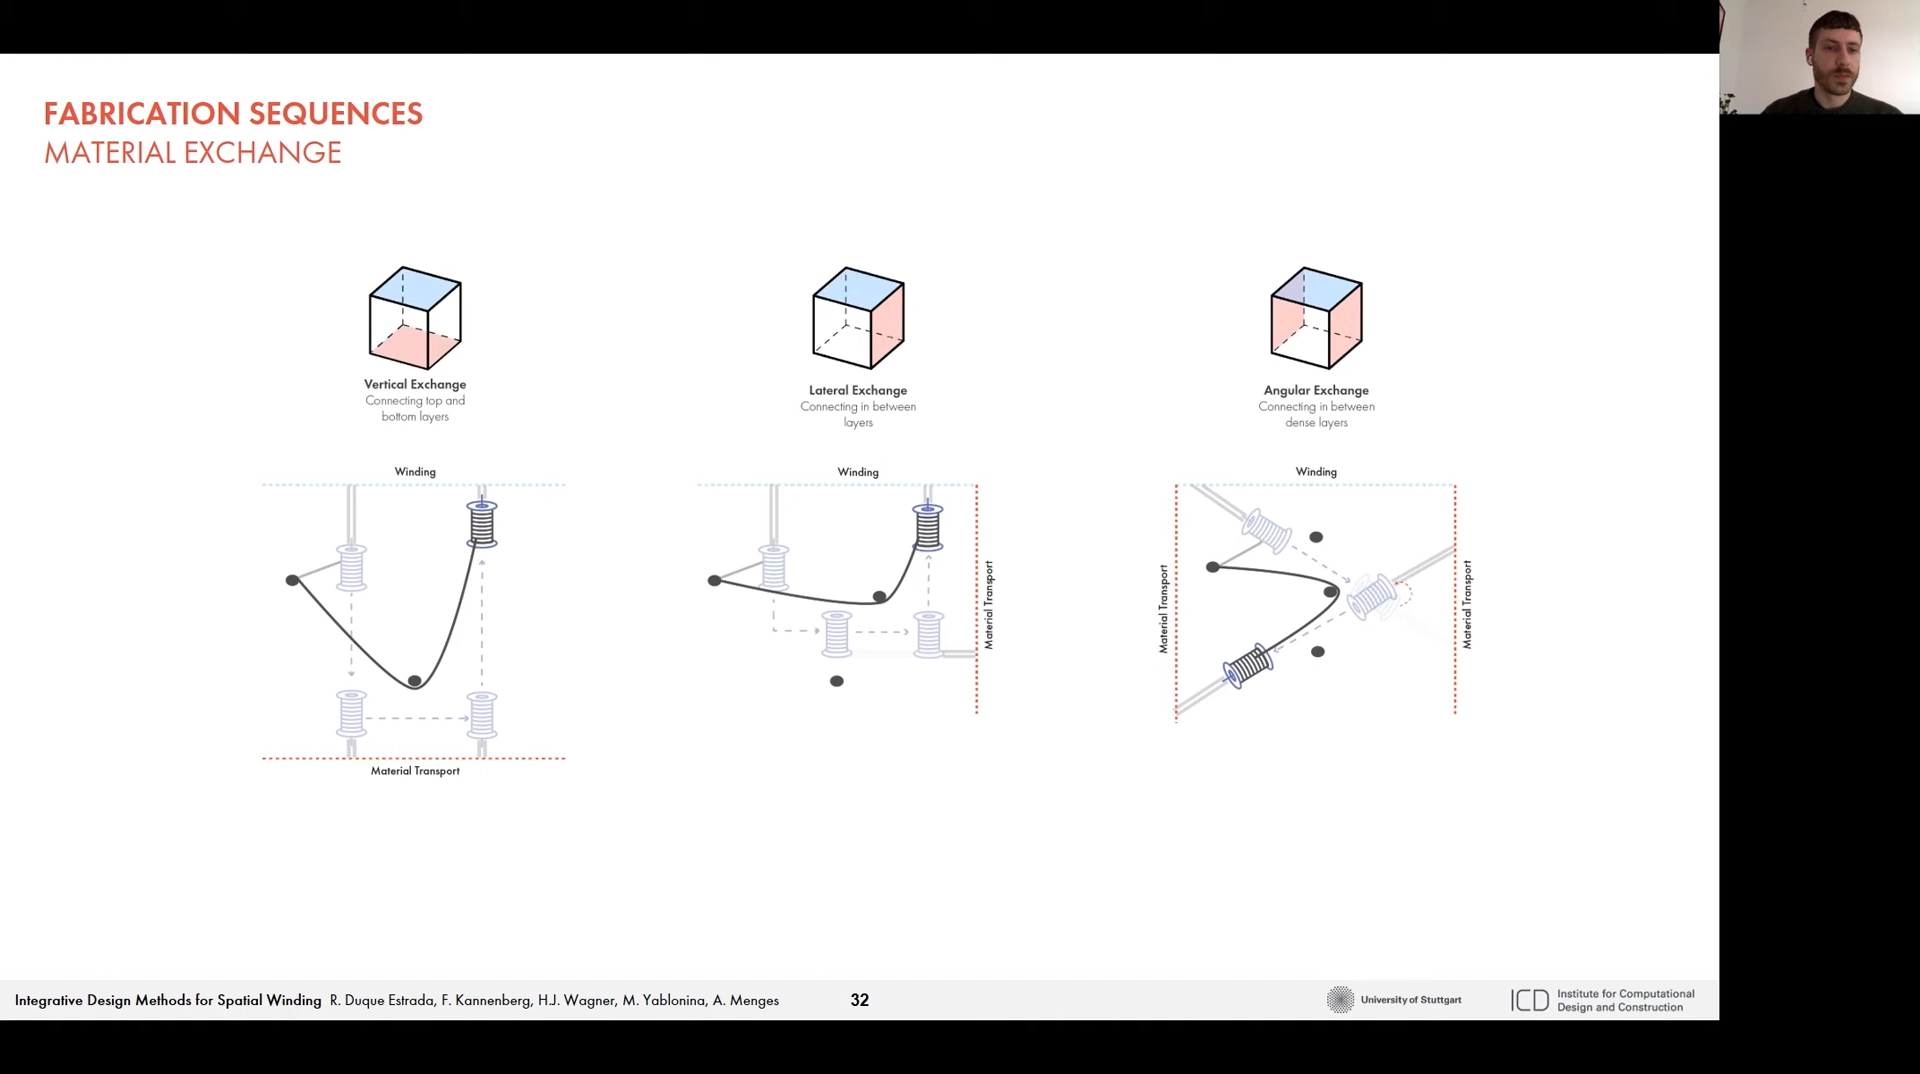 FABRICATION SEQUENCES
MATERIAL EXCHANGE
Vertical Exchange
Connecting top and
bottom layers
Winding
Material Transport
Lateral Exchange
Connecting in between
layers
Winding
Material Transport
Angular Exchange
Connecting in between
dense layers
Winding
Material Transport
Material Transport
Integrative Design Methods for Spatial Winding R. Duque Estrada, F. Kannenberg, H.J. Wagner, M. Yablonina, A. Menges
32
University of Stuttgart
ICD
Institute for Computational
Design and Construction